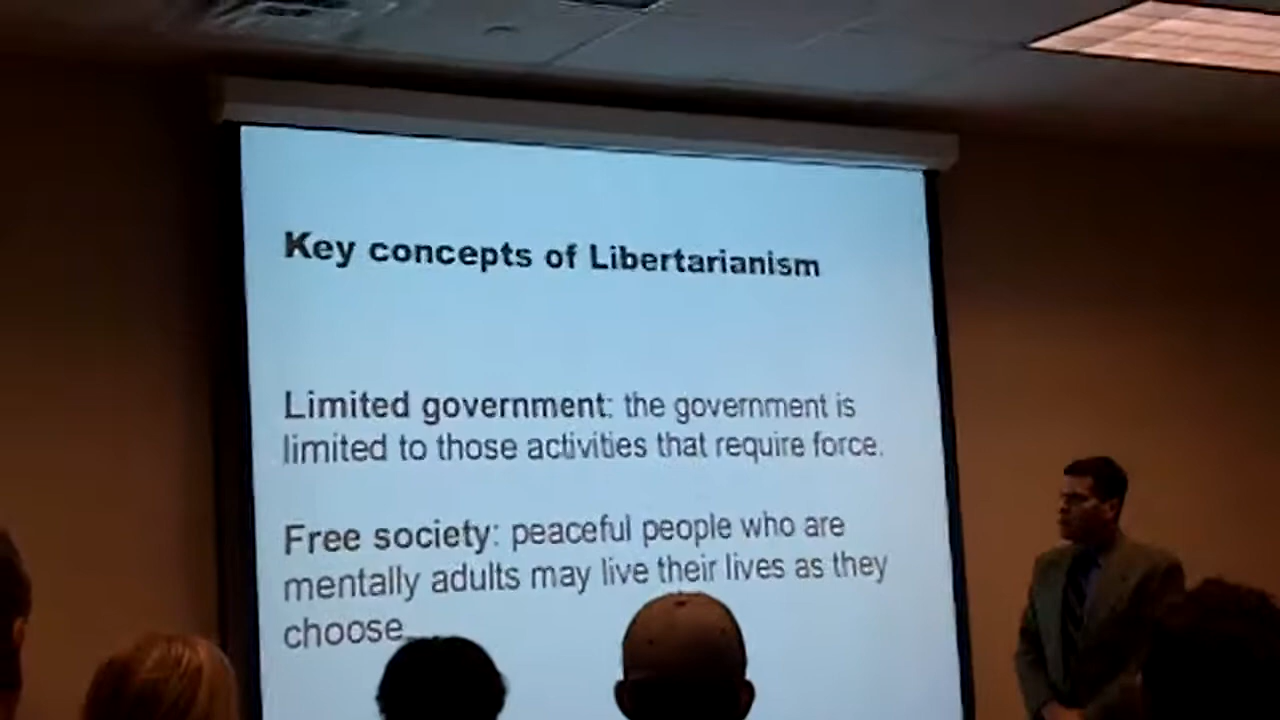 Key concepts of Libertarianism
Limited government: the government is
limited to those activities that require force.
Free society: peaceful people who are
mentally adults may live their lives as they
choose.